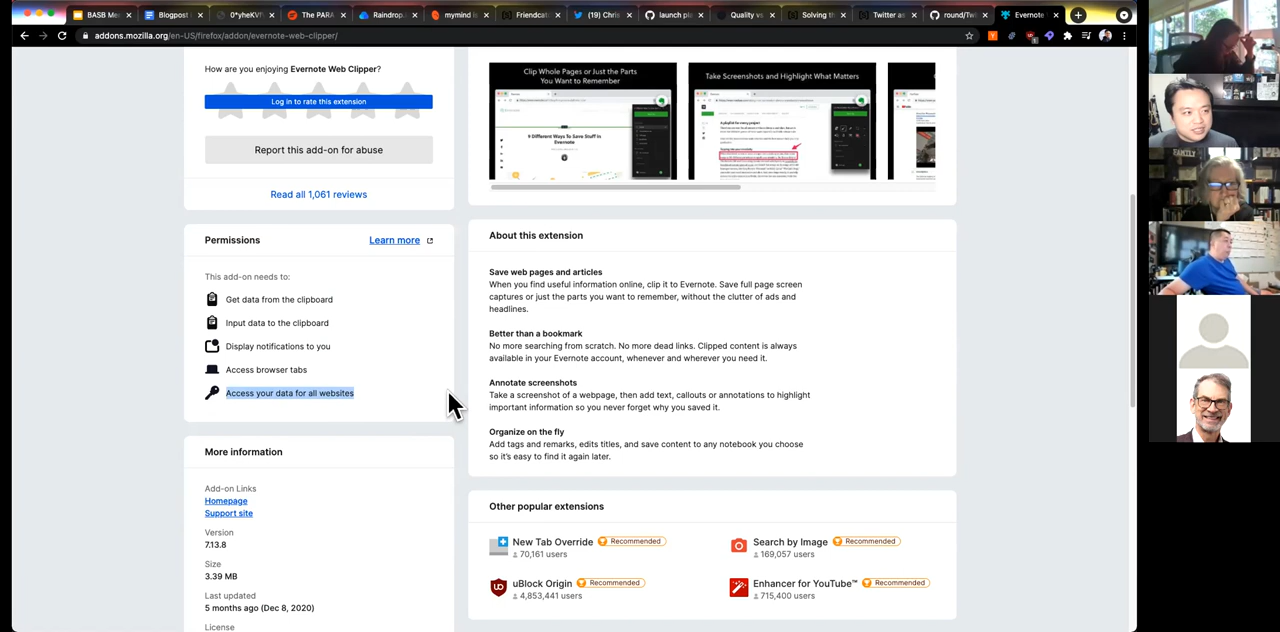 BASB Me
Blogpost i
0*yheKVf
The PARA
Raindrop.
mymind is
Friendcat
(19) Chris
launch pla
Quality vs
Solving th
Twitter as
round/Twi
Evernote
addons.mozilla.org/en-US/firefox/addon/evernote-web-clipper/
How are you enjoying Evernote Web Clipper?
Log in to rate this extension
Report this add-on for abuse
Read all 1,061 reviews
Clip Whole Pages or Just the Parts
You Want to Remember
9 Different Ways To Save Stuff in
Evernote
Take Screenshots and Highlight What Matters
Permissions
Learn more
This add-on needs to:
Get data from the clipboard
Input data to the clipboard
Display notifications to you
Access browser tabs
Access your data for all websites
More information
Add-on Links
Homepage
Support site
Version
7.13.8
Size
3.39 MB
Last updated
5 months ago (Dec 8, 2020)
License
About this extension
Save web pages and articles
When you find useful information online, clip it to Evernote. Save full page screen
captures or just the parts you want to remember, without the clutter of ads and
headlines.
Better than a bookmark
No more searching from scratch. No more dead links. Clipped content is always
available in your Evernote account, whenever and wherever you need it.
Annotate screenshots
Take a screenshot of a webpage, then add text, callouts or annotations to highlight
important information so you never forget why you saved it.
Organize on the fly
Add tags and remarks, edits titles, and save content to any notebook you choose
so it's easy to find it again later.
Other popular extensions
New Tab Override Recommended
70,161 users
Search by Image Recommended
169,057 users
uBlock Origin Recommended
4,853,441 users
Enhancer for YouTube™ Recommended
715,400 users
FAMILY